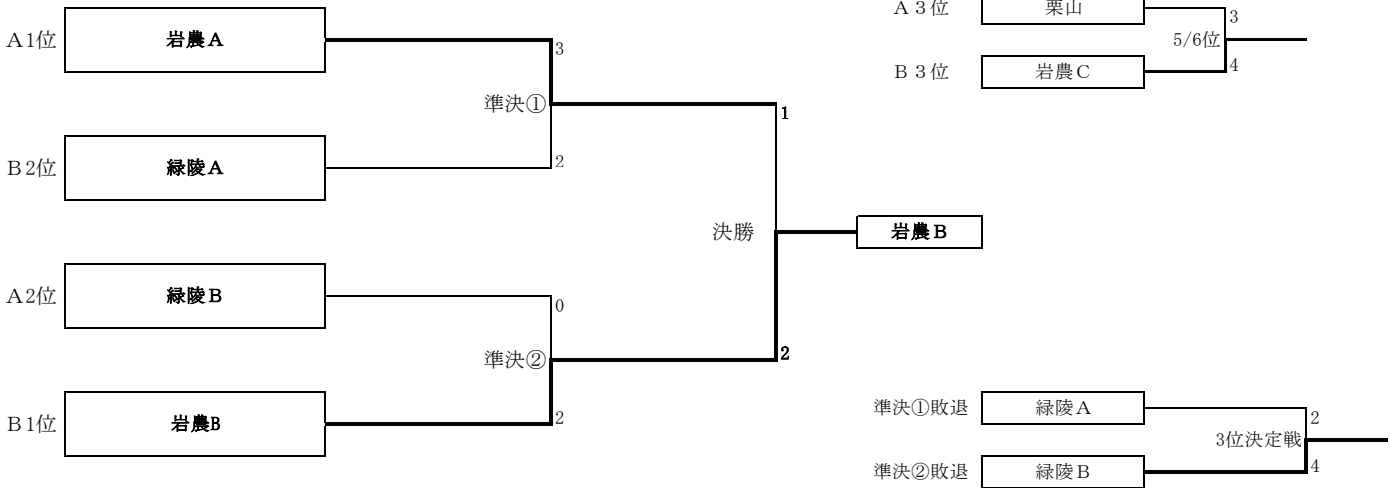 A1位 岩農A 3
準決① 1
B2位 緑陵A 2
決勝 岩農B
A2位 緑陵B 0
準決② 2
B1位 岩農B 2
A3位 栗山 3
5/6位
B3位 岩農C 4
準決①敗退 緑陵A 2
3位決定戦
準決②敗退 緑陵B 4